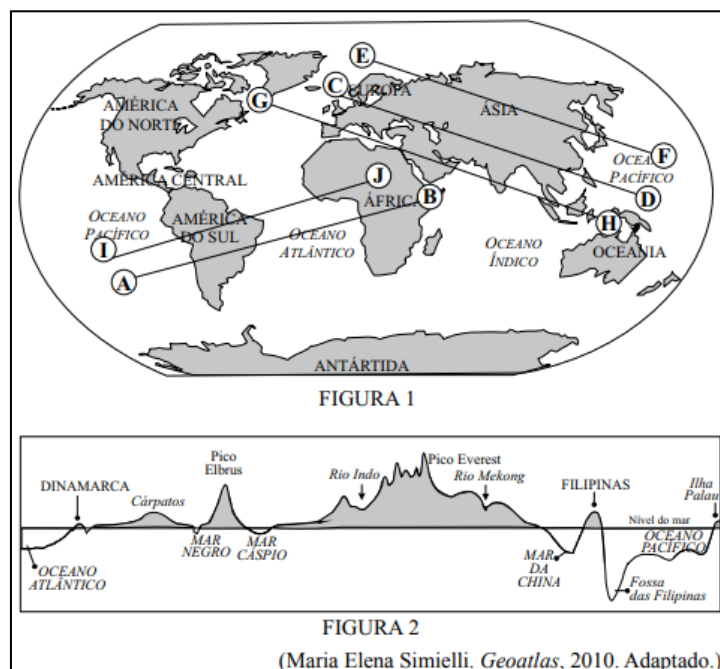 E
C
EUROPA
G
AMÉRICA
DO NORTE
ÁSIA
F
OCEANO
PACÍFICO
J
AMÉRICA CENTRAL
B
D
ÁFRICA
OCEANO
PACÍFICO
AMÉRICA
DO SUL
OCEANO
ATLÂNTICO
H
I
OCEANO
ÍNDICO
OCEANIA
A
ANTÁRTIDA
FIGURA 1
Pico
Elbrus
Pico Everest
Ilha
Palau
DINAMARCA
Rio Indo
Rio Mekong
FILIPINAS
Cárpatos
Nível do mar
MAR
NEGRO
MAR
CÁSPIO
OCEANO
PACÍFICO
OCEANO
ATLÂNTICO
MAR
DA
CHINA
Fossa
das Filipinas
FIGURA 2
(Maria Elena Simielli. Geoatlas, 2010. Adaptado.)